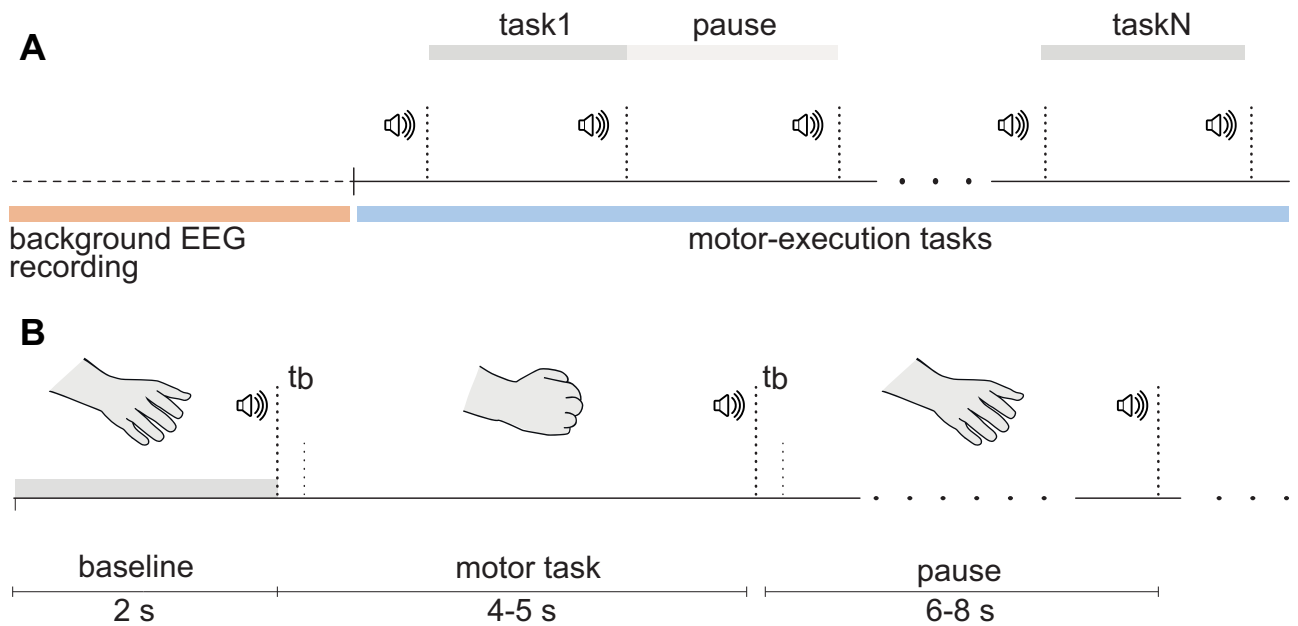 A
task1
pause
taskN
background EEG
recording
motor-execution tasks
B
tb
tb
baseline
motor task
pause
2 s
4-5 s
6-8 s